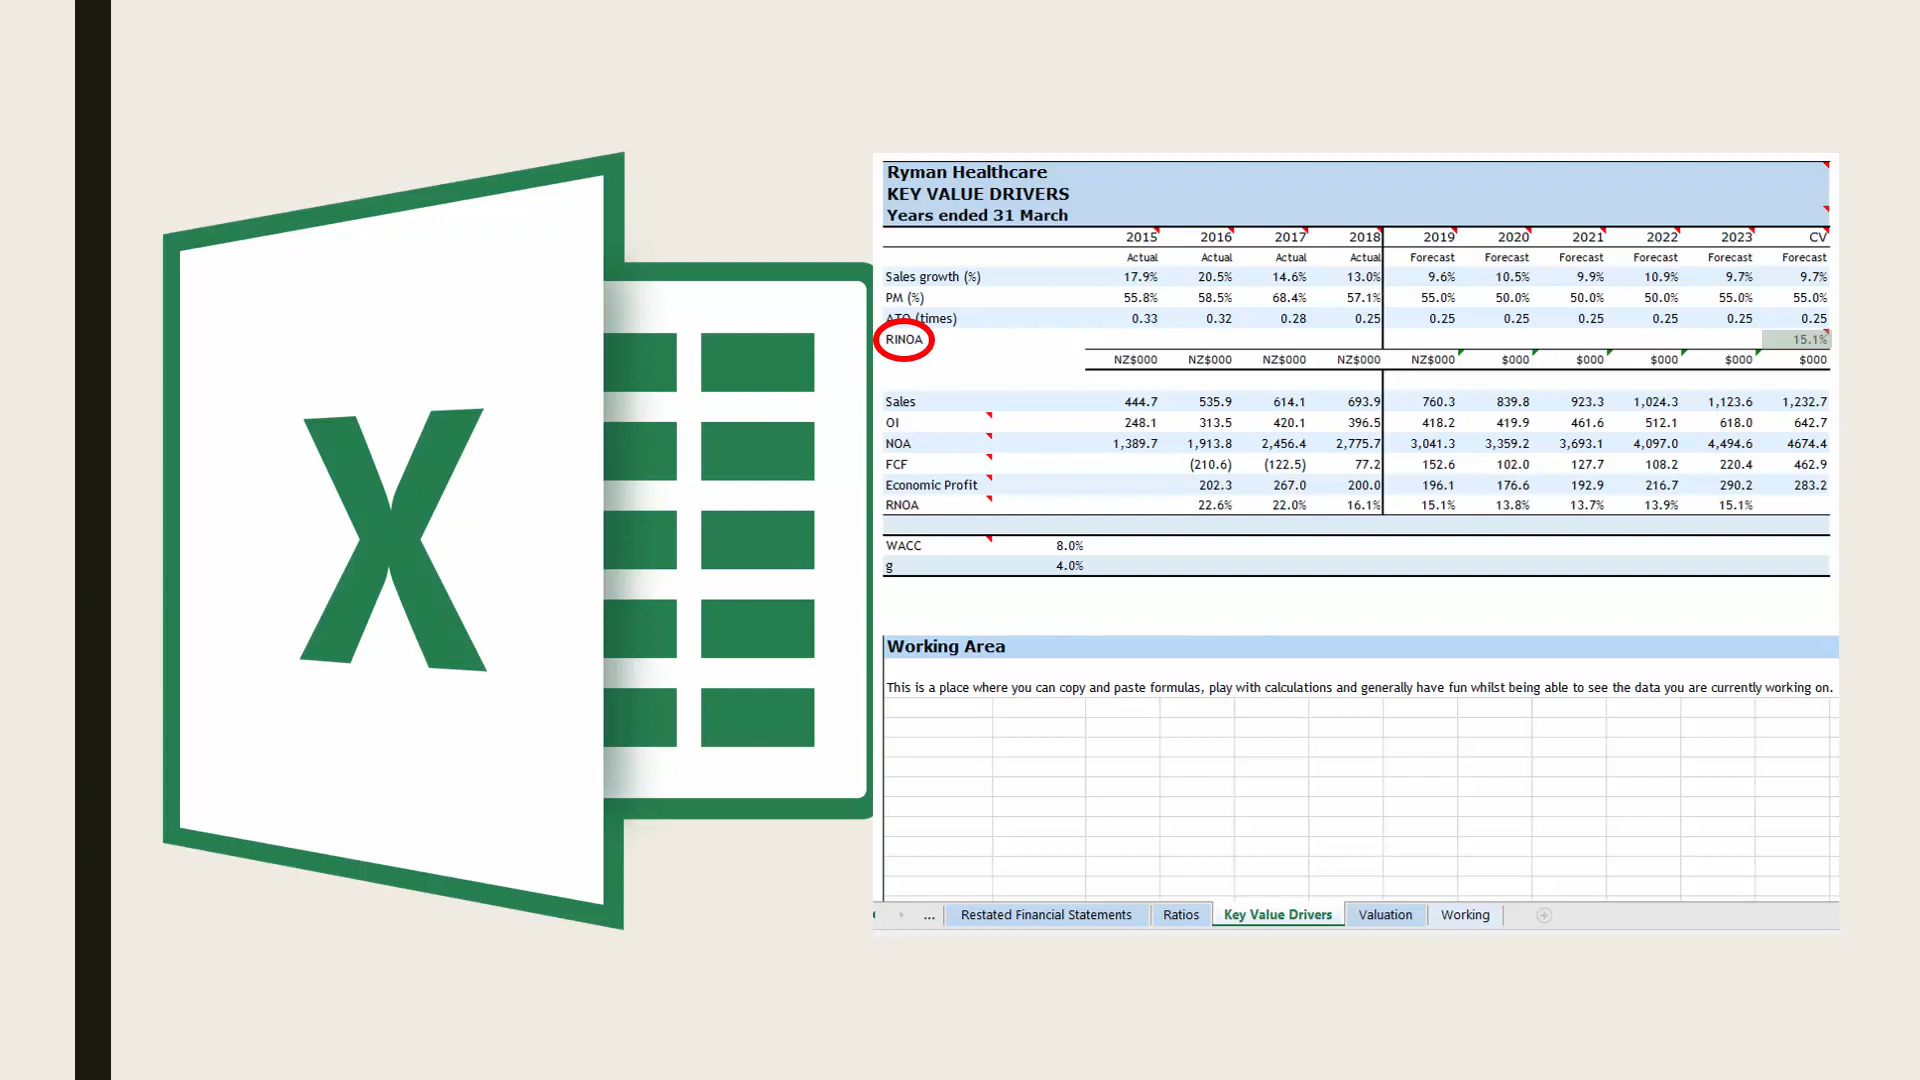 X
Ryman Healthcare
KEY VALUE DRIVERS
Years ended 31 March
2015 2016 2017 2018 2019 2020 2021 2022 2023 CV
Actual Actual Actual Actual Forecast Forecast Forecast Forecast Forecast Forecast
Sales growth (%) 17.9% 20.5% 14.6% 13.0% 9.6% 10.5% 9.9% 10.9% 9.7% 9.7%
PM (%) 55.8% 58.5% 68.4% 57.1% 55.0% 50.0% 50.0% 50.0% 55.0% 55.0%
ATO (times) 0.33 0.32 0.28 0.25 0.25 0.25 0.25 0.25 0.25 0.25
RINOA 15.1%
NZ$000 NZ$000 NZ$000 NZ$000 NZ$000 $000 $000 $000 $000 $000
Sales 444.7 535.9 614.1 693.9 760.3 839.8 923.3 1,024.3 1,123.6 1,232.7
OI 248.1 313.5 420.1 396.5 418.2 419.9 461.6 512.1 618.0 642.7
NOA 1,389.7 1,913.8 2,456.4 2,775.7 3,041.3 3,359.2 3,693.1 4,097.0 4,494.6 4674.4
FCF (210.6) (122.5) 77.2 152.6 102.0 127.7 108.2 220.4 462.9
Economic Profit 202.3 267.0 200.0 196.1 176.6 192.9 216.7 290.2 283.2
RNOA 22.6% 22.0% 16.1% 15.1% 13.8% 13.7% 13.9% 15.1%
WACC 8.0%
g 4.0%
Working Area
This is a place where you can copy and paste formulas, play with calculations and generally have fun whilst being able to see the data you are currently working on.
... Restated Financial Statements Ratios Key Value Drivers Valuation Working